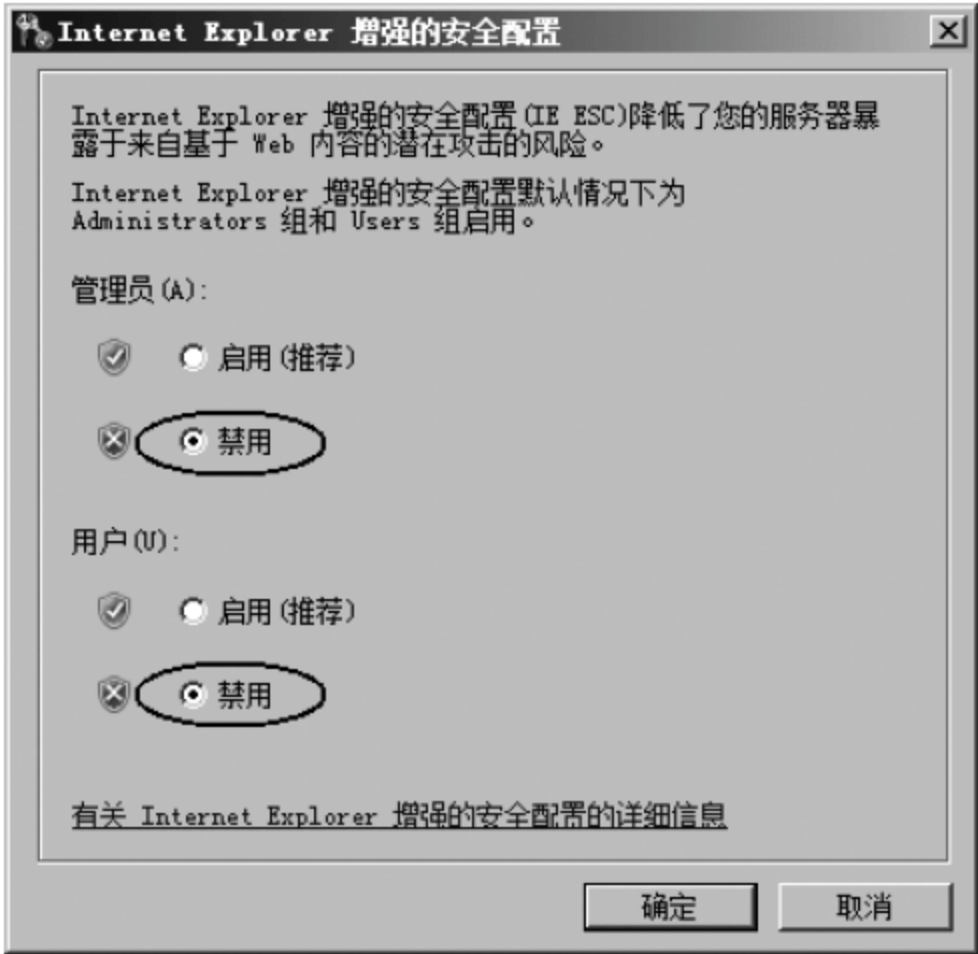 Internet Explorer 增强的安全配置
Internet Explorer 增强的安全配置(IE ESC)降低了您的服务器暴
露于来自基于 Web 内容的潜在攻击的风险。
Internet Explorer 增强的安全配置默认情况下为
Administrators 组和 Users 组启用。
管理员(A):
启用(推荐)
禁用
用户(U):
启用(推荐)
禁用
有关 Internet Explorer 增强的安全配置的详细信息
确定 取消